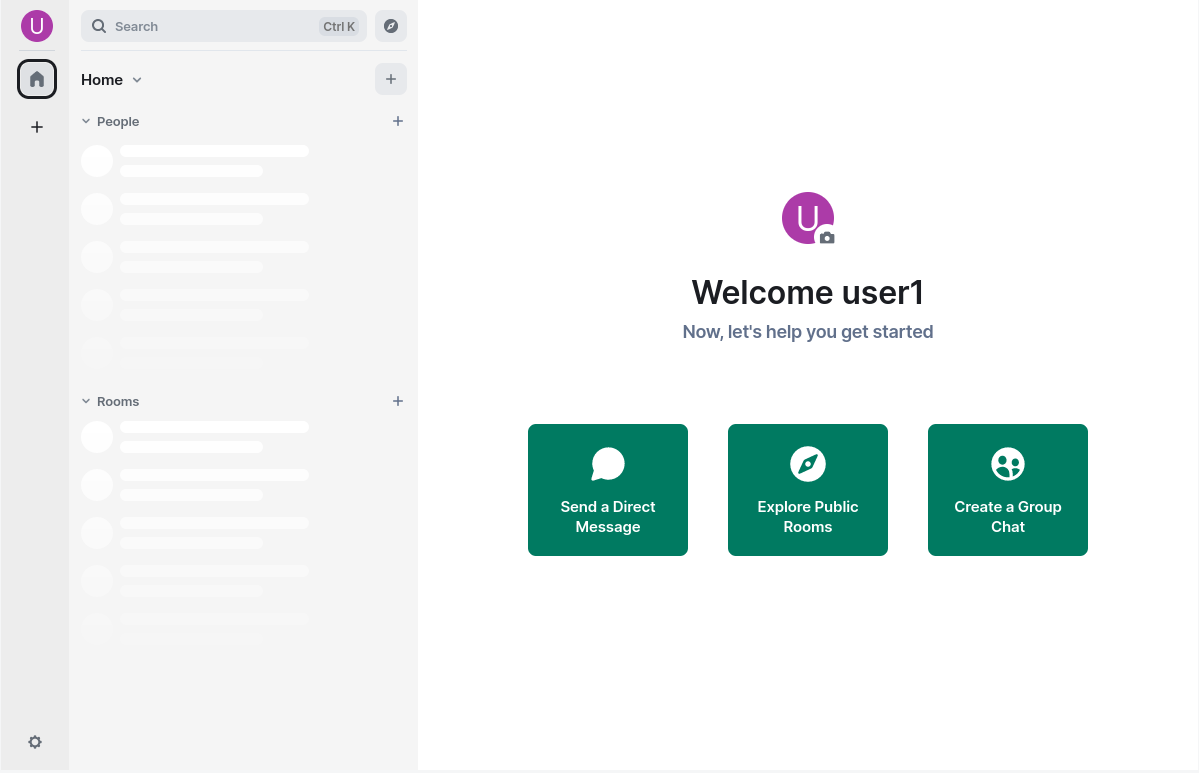 U
Search
Ctrl K
Home
People
Rooms
U
Welcome user1
Now, let's help you get started
Send a Direct
Message
Explore Public
Rooms
Create a Group
Chat